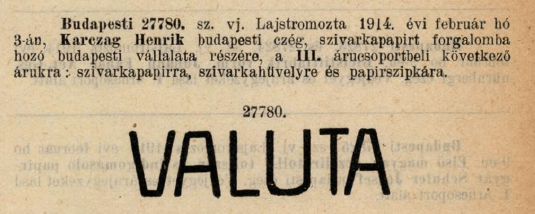 Budapesti 27780. sz. vj. Lajstromozta 1914. évi február hó
3-án, Karczag Henrik budapesti czég, szivarkapapirt forgalomba
hozó budapesti vállalata részére, a III. árucsoportbeli következő
árukra: szivarkapapirra, szivarkahüvelyre és papirszipkára.
27780.
VALUTA